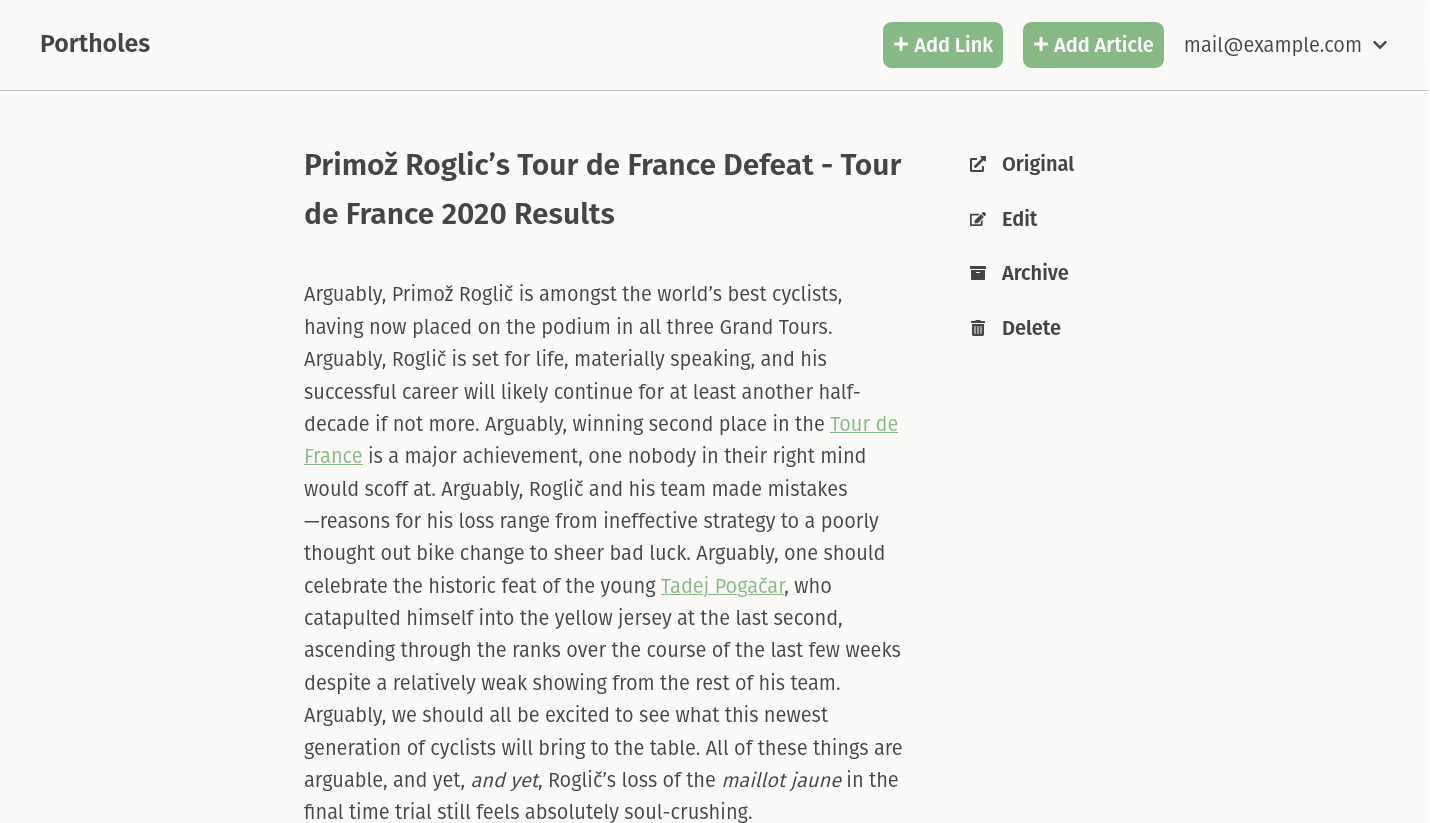 Portholes
+ Add Link
+ Add Article
mail@example.com
Primož Roglic’s Tour de France Defeat - Tour
de France 2020 Results
Original
Edit
Archive
Delete
Arguably, Primož Roglič is amongst the world’s best cyclists,
having now placed on the podium in all three Grand Tours.
Arguably, Roglič is set for life, materially speaking, and his
successful career will likely continue for at least another half-
decade if not more. Arguably, winning second place in the Tour de
France is a major achievement, one nobody in their right mind
would scoff at. Arguably, Roglič and his team made mistakes
—reasons for his loss range from ineffective strategy to a poorly
thought out bike change to sheer bad luck. Arguably, one should
celebrate the historic feat of the young Tadej Pogačar, who
catapulted himself into the yellow jersey at the last second,
ascending through the ranks over the course of the last few weeks
despite a relatively weak showing from the rest of his team.
Arguably, we should all be excited to see what this newest
generation of cyclists will bring to the table. All of these things are
arguable, and yet, and yet, Roglič’s loss of the maillot jaune in the
final time trial still feels absolutely soul-crushing.